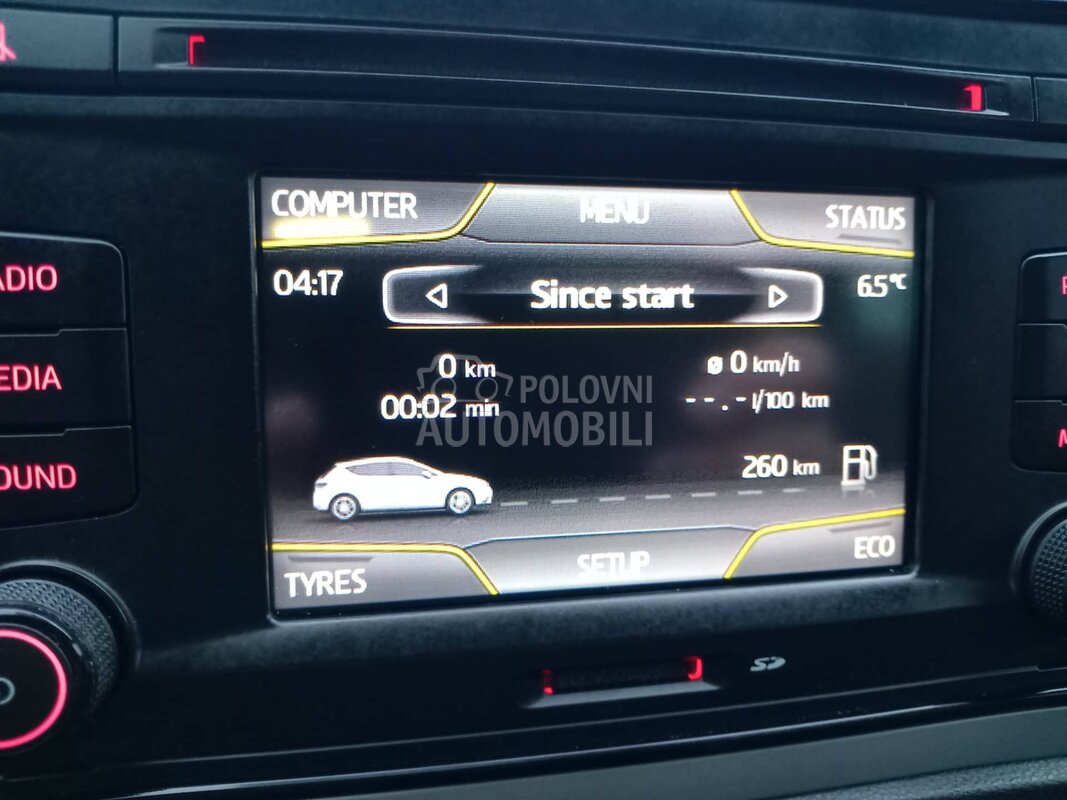 COMPUTER MENU STATUS
04:17 Since start 6.5°C
0 km ø 0 km/h
00:02 min --.- l/100 km
POLOVNI
AUTOMOBILI
260 km
TYRES SETUP ECO
ADIO
EDIA
OUND
SD